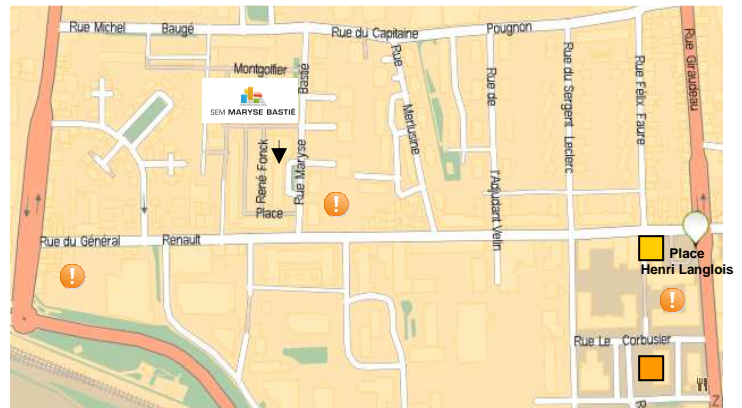 Rue Michel Baugé
Rue du Capitaine Pougnon
Montgolfier
SEM MARYSE BASTIÉ
Rue Maryse Bastié
Place René Fonck
Rue Merlusine
Rue de l'Adjudant Velin
Rue du Sergent Leclerc
Rue Félix Faure
Rue Giraudeau
Rue du Général Renault
Place
Henri Langlois
Rue Le Corbusier
R
Z